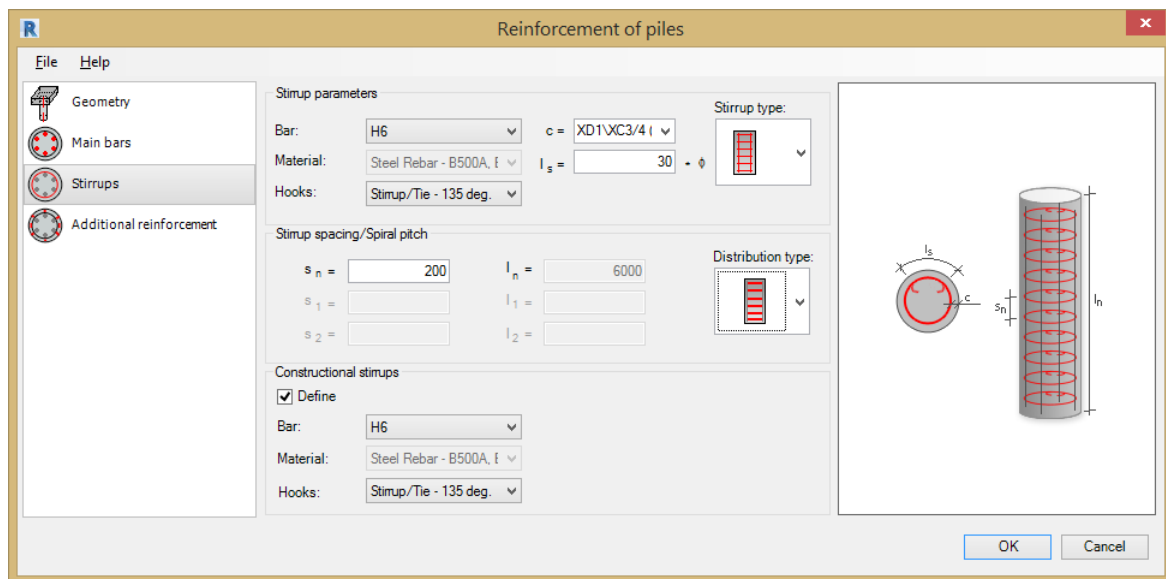 R Reinforcement of piles x
File Help
Geometry
Main bars
Stirrups
Additional reinforcement
Stirrup parameters
Bar: H6 c = XD1\XC3/4 ( Stirrup type:
Material: Steel Rebar - B500A, E l s = 30 * ϕ
Hooks: Stirrup/Tie - 135 deg.
Stirrup spacing/Spiral pitch
s n = 200 l n = 6000 Distribution type:
s 1 = l 1 =
s 2 = l 2 =
Constructional stirrups
Define
Bar: H6
Material: Steel Rebar - B500A, E
Hooks: Stirrup/Tie - 135 deg.
ls
c
sn
ln
OK Cancel